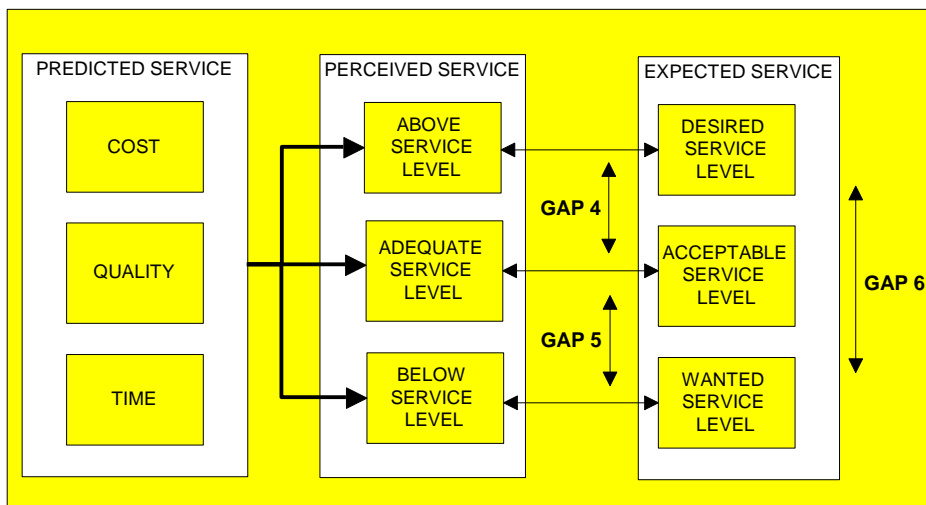 PREDICTED SERVICE
COST
QUALITY
TIME
PERCEIVED SERVICE
ABOVE
SERVICE
LEVEL
ADEQUATE
SERVICE
LEVEL
BELOW
SERVICE
LEVEL
GAP 4
GAP 5
EXPECTED SERVICE
DESIRED
SERVICE
LEVEL
ACCEPTABLE
SERVICE
LEVEL
WANTED
SERVICE
LEVEL
GAP 6